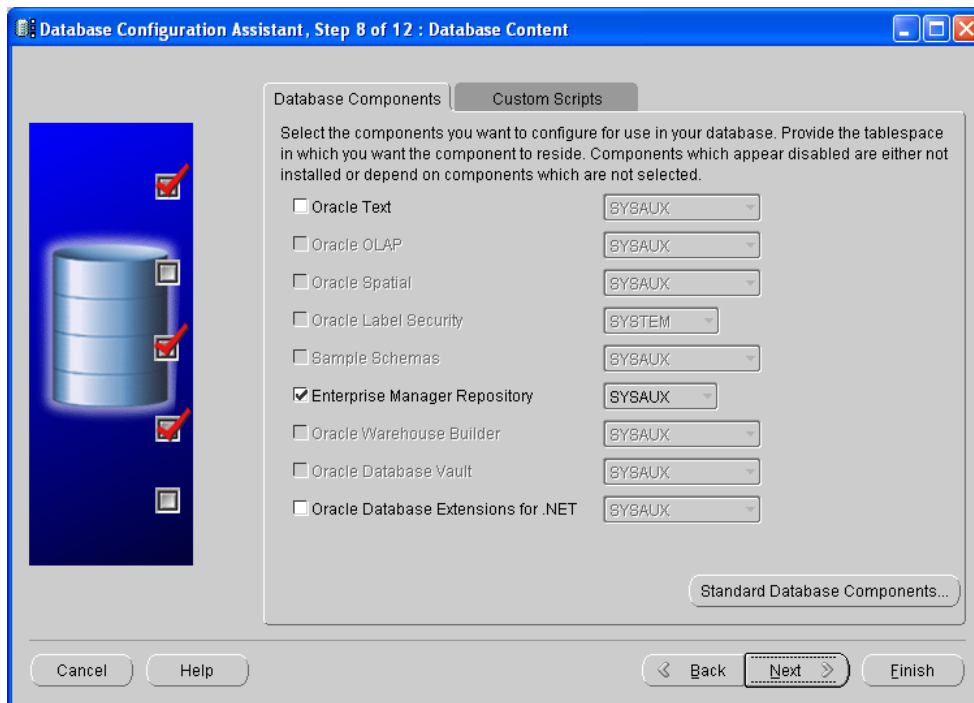 Database Configuration Assistant, Step 8 of 12 : Database Content
Database Components
Custom Scripts
Select the components you want to configure for use in your database. Provide the tablespace
in which you want the component to reside. Components which appear disabled are either not
installed or depend on components which are not selected.
Oracle Text SYSAUX
Oracle OLAP SYSAUX
Oracle Spatial SYSAUX
Oracle Label Security SYSTEM
Sample Schemas SYSAUX
Enterprise Manager Repository SYSAUX
Oracle Warehouse Builder SYSAUX
Oracle Database Vault SYSAUX
Oracle Database Extensions for .NET SYSAUX
Standard Database Components...
Cancel Help Back Next Finish